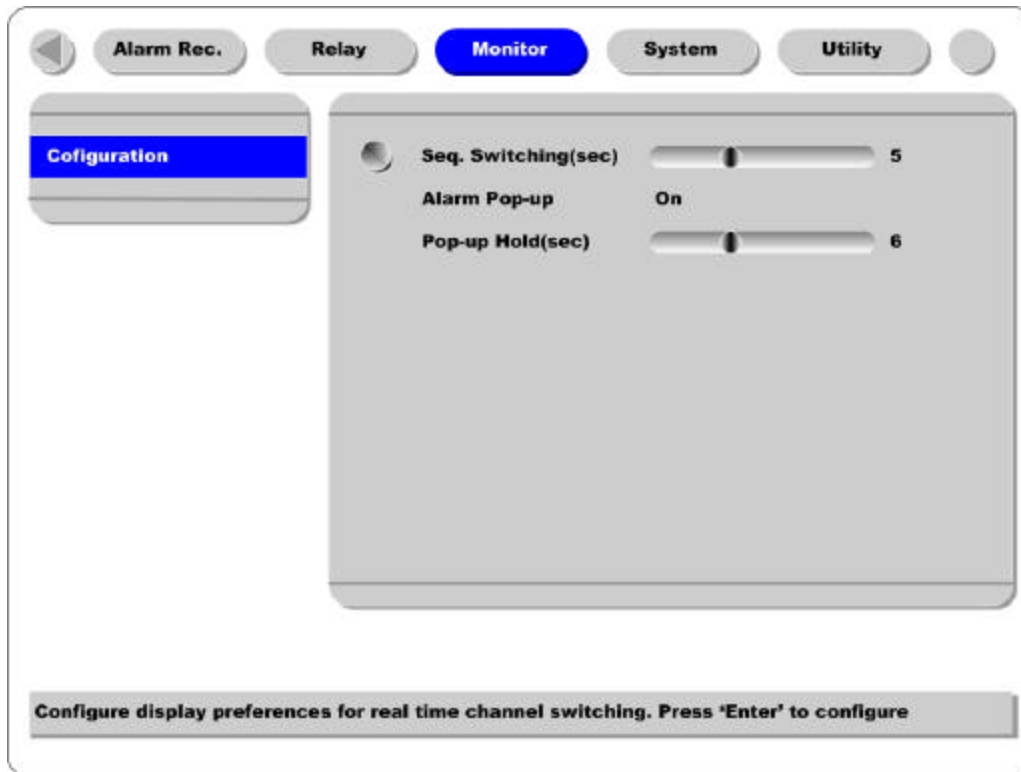 Alarm Rec. Relay Monitor System Utility
Cofiguration
Seq. Switching(sec) 5
Alarm Pop-up On
Pop-up Hold(sec) 6
Configure display preferences for real time channel switching. Press ‘Enter’ to configure